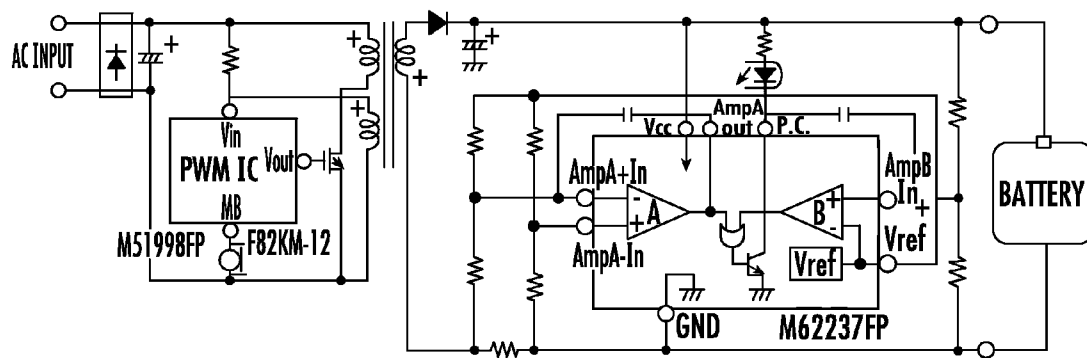 AC INPUT
+
+
+
+
+
Vin
PWM IC
Vout
MB
M51998FP
F82KM-12
AmpA
Vcc
out
P.C.
AmpA+In
-
A
+
AmpA-In
AmpB
In+
+
B
-
Vref
Vref
GND
M62237FP
BATTERY